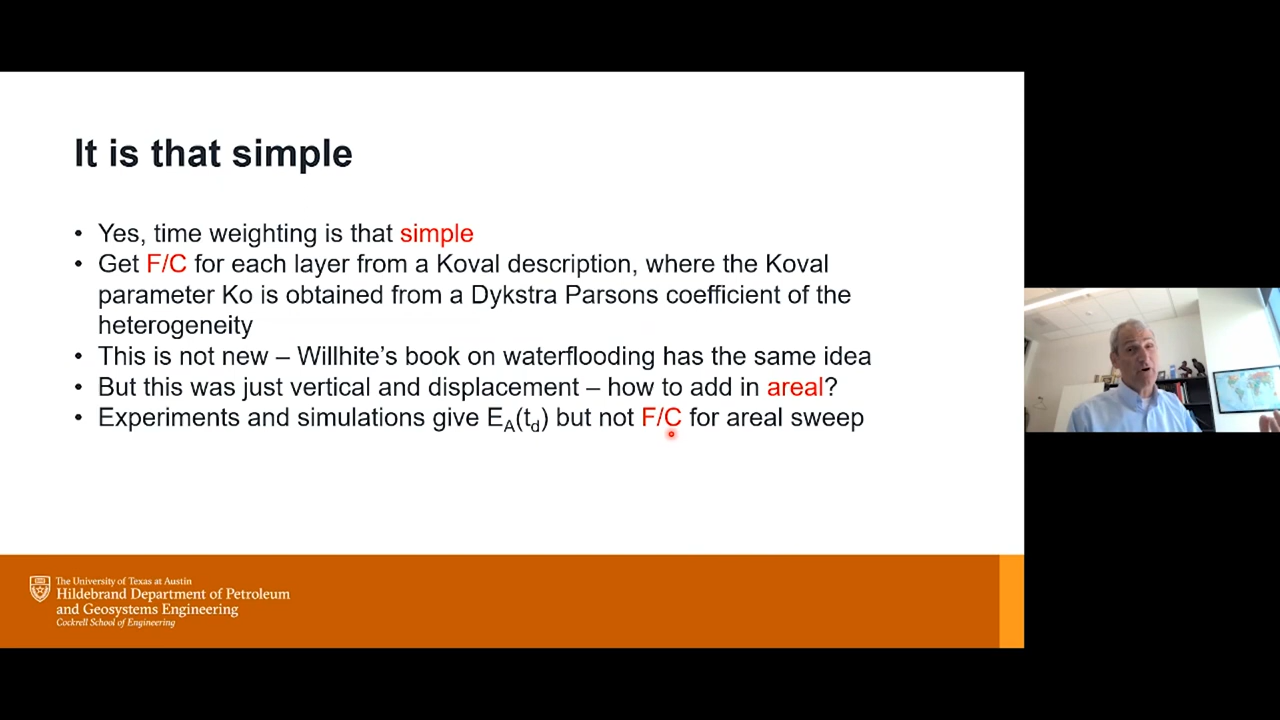 It is that simple
• Yes, time weighting is that simple
• Get F/C for each layer from a Koval description, where the Koval
parameter Ko is obtained from a Dykstra Parsons coefficient of the
heterogeneity
• This is not new – Willhite's book on waterflooding has the same idea
• But this was just vertical and displacement – how to add in areal?
• Experiments and simulations give EA(td) but not F/C for areal sweep
The University of Texas at Austin
Hildebrand Department of Petroleum
and Geosystems Engineering
Cockrell School of Engineering